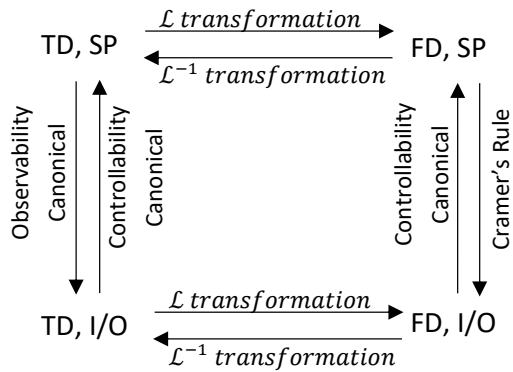 ℒ transformation
TD, SP
FD, SP
ℒ⁻¹ transformation
Observability
Canonical
Controllability
Canonical
Controllability
Canonical
Cramer's Rule
ℒ transformation
TD, I/O
FD, I/O
ℒ⁻¹ transformation